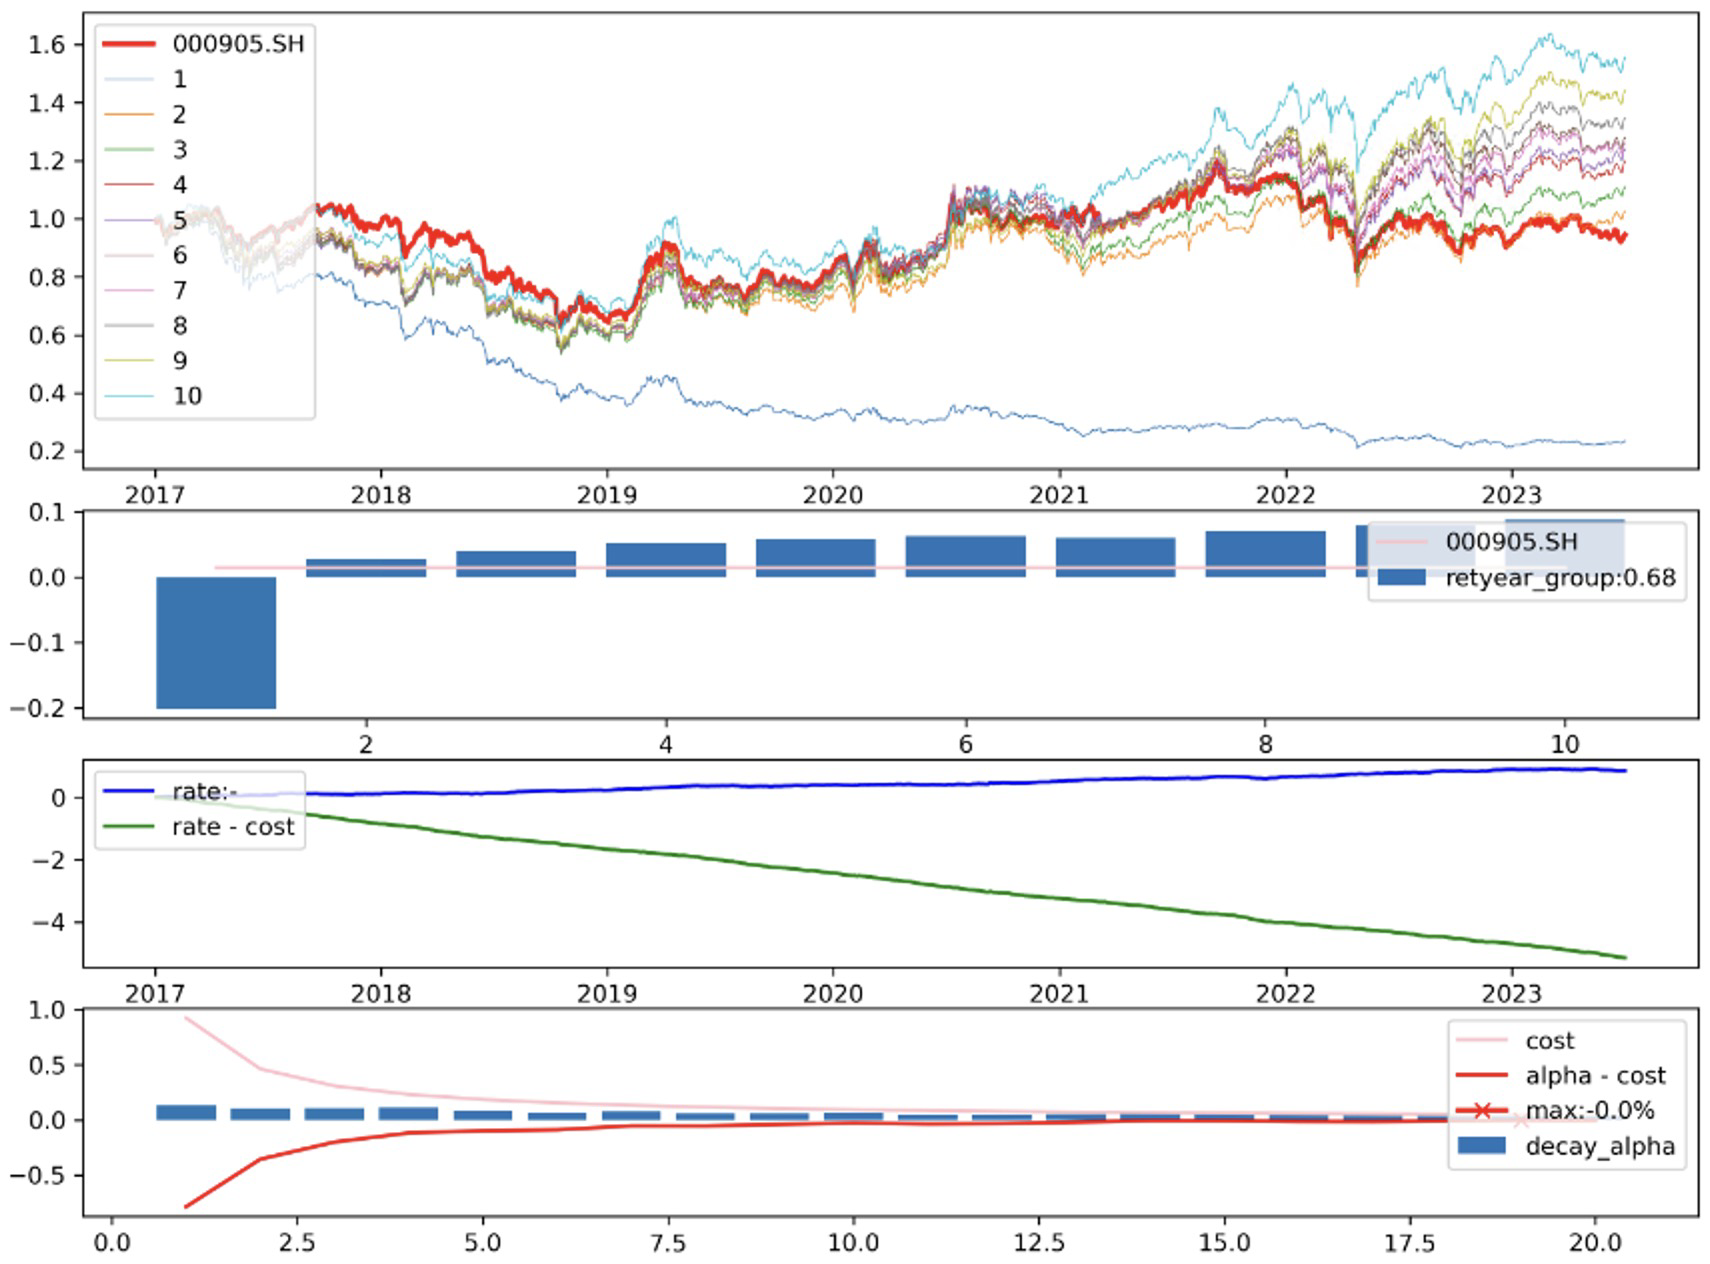 1.6
1.4
1.2
1.0
0.8
0.6
0.4
0.2
000905.SH
1
2
3
4
5
6
7
8
9
10
2017 2018 2019 2020 2021 2022 2023
0.1
0.0
−0.1
−0.2
000905.SH
retyear_group:0.68
2 4 6 8 10
0
−2
−4
rate:-
rate - cost
2017 2018 2019 2020 2021 2022 2023
1.0
0.5
0.0
−0.5
cost
alpha - cost
max:-0.0%
decay_alpha
0.0 2.5 5.0 7.5 10.0 12.5 15.0 17.5 20.0